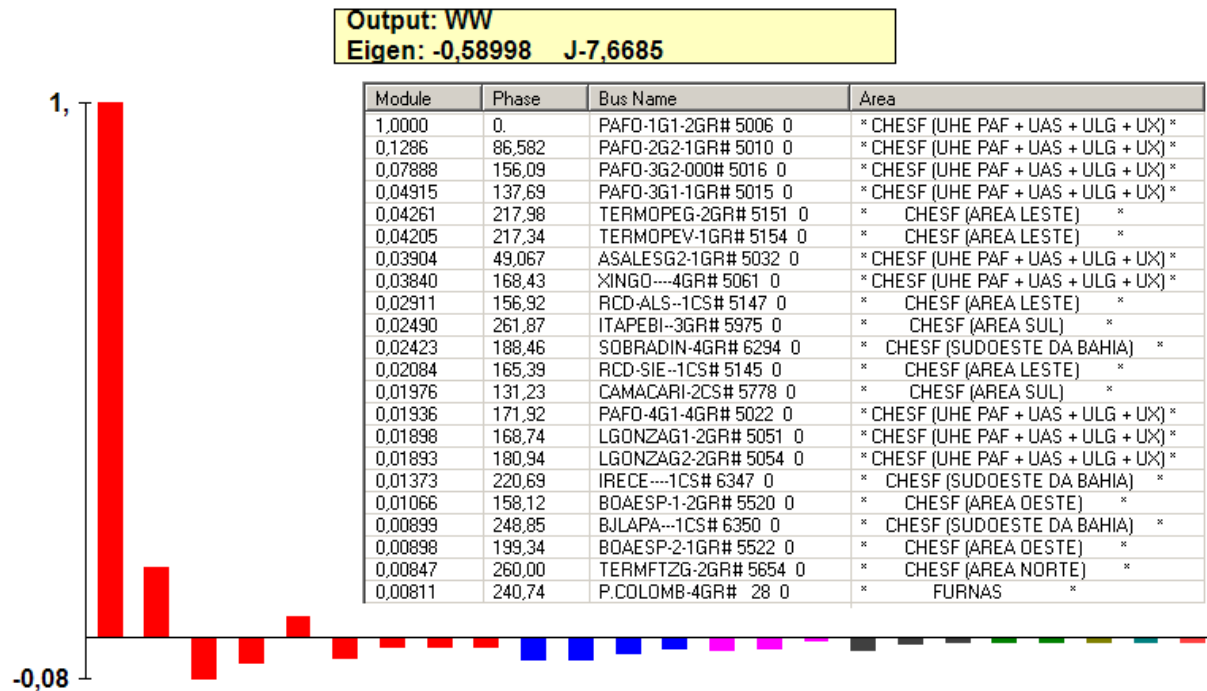 Output: WW
Eigen: -0,58998 J-7,6685
Module Phase Bus Name Area
1,0000 0. PAFO-1G1-2GR# 5006 0 * CHESF (UHE PAF + UAS + ULG + UX) *
0,1286 86,582 PAFO-2G2-1GR# 5010 0 * CHESF (UHE PAF + UAS + ULG + UX) *
0,07888 156,09 PAFO-3G2-000# 5016 0 * CHESF (UHE PAF + UAS + ULG + UX) *
0,04915 137,69 PAFO-3G1-1GR# 5015 0 * CHESF (UHE PAF + UAS + ULG + UX) *
0,04261 217,98 TERMOPEG-2GR# 5151 0 * CHESF (AREA LESTE) *
0,04205 217,34 TERMOPEV-1GR# 5154 0 * CHESF (AREA LESTE) *
0,03904 49,067 ASALESG2-1GR# 5032 0 * CHESF (UHE PAF + UAS + ULG + UX) *
0,03840 168,43 XINGO----4GR# 5061 0 * CHESF (UHE PAF + UAS + ULG + UX) *
0,02911 156,92 RCD-ALS--1CS# 5147 0 * CHESF (AREA LESTE) *
0,02490 261,87 ITAPEBI--3GR# 5975 0 * CHESF (AREA SUL) *
0,02423 188,46 SOBRADIN-4GR# 6294 0 * CHESF (SUDOESTE DA BAHIA) *
0,02084 165,39 RCD-SIE--1CS# 5145 0 * CHESF (AREA LESTE) *
0,01976 131,23 CAMACARI-2CS# 5778 0 * CHESF (AREA SUL) *
0,01936 171,92 PAFO-4G1-4GR# 5022 0 * CHESF (UHE PAF + UAS + ULG + UX) *
0,01898 168,74 LGONZAG1-2GR# 5051 0 * CHESF (UHE PAF + UAS + ULG + UX) *
0,01893 180,94 LGONZAG2-2GR# 5054 0 * CHESF (UHE PAF + UAS + ULG + UX) *
0,01373 220,69 IRECE----1CS# 6347 0 * CHESF (SUDOESTE DA BAHIA) *
0,01066 158,12 BOAESP-1-2GR# 5520 0 * CHESF (AREA OESTE) *
0,00899 248,85 BJLAPA---1CS# 6350 0 * CHESF (SUDOESTE DA BAHIA) *
0,00898 199,34 BOAESP-2-1GR# 5522 0 * CHESF (AREA OESTE) *
0,00847 260,00 TERMFTZG-2GR# 5654 0 * CHESF (AREA NORTE) *
0,00811 240,74 P.COLOMB-4GR# 28 0 * FURNAS *
1,
-0,08